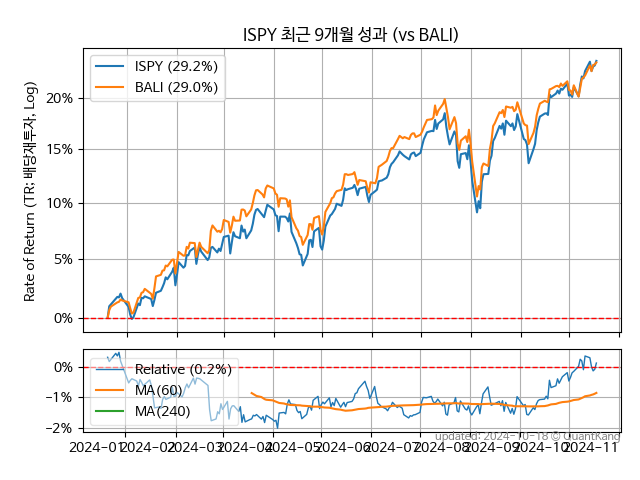 ISPY 최근 9개월 성과 (vs BALI)
Rate of Return (TR: 배당재투자, Log)
ISPY (29.2%)
BALI (29.0%)
20%
15%
10%
5%
0%
Relative (0.2%)
MA(60)
MA(240)
0%
−1%
−2%
updated: 2024-10-18 © QuantKang
2024-01
2024-02
2024-03
2024-04
2024-05
2024-06
2024-07
2024-08
2024-09
2024-10
2024-11